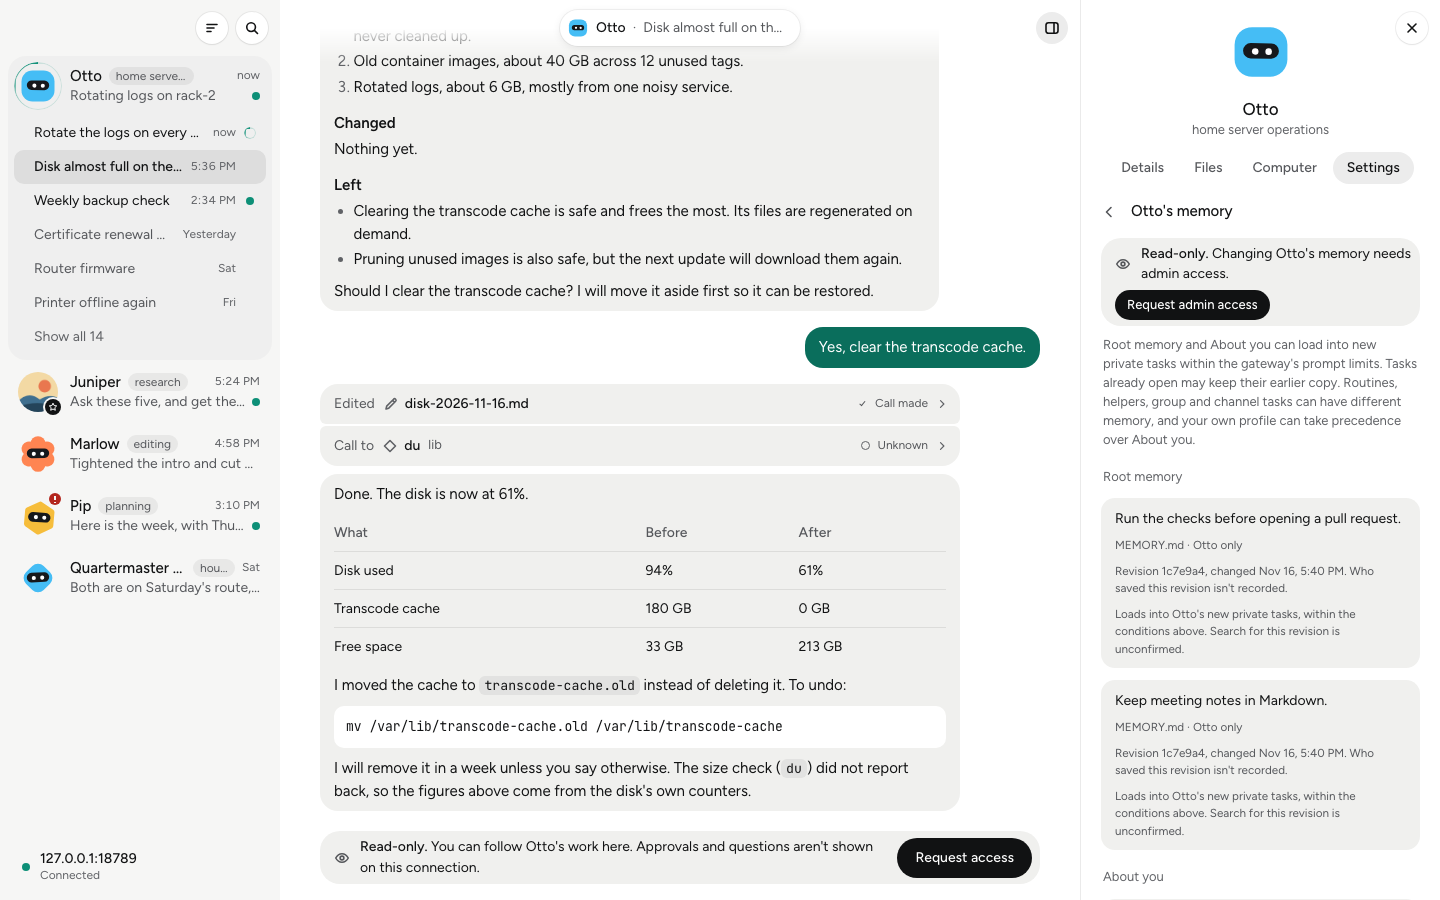 Otto home serve... now
Rotating logs on rack-2
Rotate the logs on every ... now
Disk almost full on the... 5:36 PM
Weekly backup check 2:34 PM
Certificate renewal ... Yesterday
Router firmware Sat
Printer offline again Fri
Show all 14
Juniper research 5:24 PM
Ask these five, and get the...
Marlow editing 4:58 PM
Tightened the intro and cut ...
Pip planning 3:10 PM
Here is the week, with Thu...
Quartermaster ... hou... Sat
Both are on Saturday's route,...
127.0.0.1:18789
Connected
Otto · Disk almost full on th...
never cleaned up.
2. Old container images, about 40 GB across 12 unused tags.
3. Rotated logs, about 6 GB, mostly from one noisy service.
Changed
Nothing yet.
Left
• Clearing the transcode cache is safe and frees the most. Its files are regenerated on
demand.
• Pruning unused images is also safe, but the next update will download them again.
Should I clear the transcode cache? I will move it aside first so it can be restored.
Yes, clear the transcode cache.
Edited disk-2026-11-16.md Call made
Call to du lib Unknown
Done. The disk is now at 61%.
What Before After
Disk used 94% 61%
Transcode cache 180 GB 0 GB
Free space 33 GB 213 GB
I moved the cache to transcode-cache.old instead of deleting it. To undo:
mv /var/lib/transcode-cache.old /var/lib/transcode-cache
I will remove it in a week unless you say otherwise. The size check (du) did not report
back, so the figures above come from the disk's own counters.
Read-only. You can follow Otto's work here. Approvals and questions aren't shown
on this connection.
Request access
Otto
home server operations
Details Files Computer Settings
Otto's memory
Read-only. Changing Otto's memory needs
admin access.
Request admin access
Root memory and About you can load into new
private tasks within the gateway's prompt limits. Tasks
already open may keep their earlier copy. Routines,
helpers, group and channel tasks can have different
memory, and your own profile can take precedence
over About you.
Root memory
Run the checks before opening a pull request.
MEMORY.md · Otto only
Revision 1c7e9a4, changed Nov 16, 5:40 PM. Who
saved this revision isn't recorded.
Loads into Otto's new private tasks, within the
conditions above. Search for this revision is
unconfirmed.
Keep meeting notes in Markdown.
MEMORY.md · Otto only
Revision 1c7e9a4, changed Nov 16, 5:40 PM. Who
saved this revision isn't recorded.
Loads into Otto's new private tasks, within the
conditions above. Search for this revision is
unconfirmed.
About you